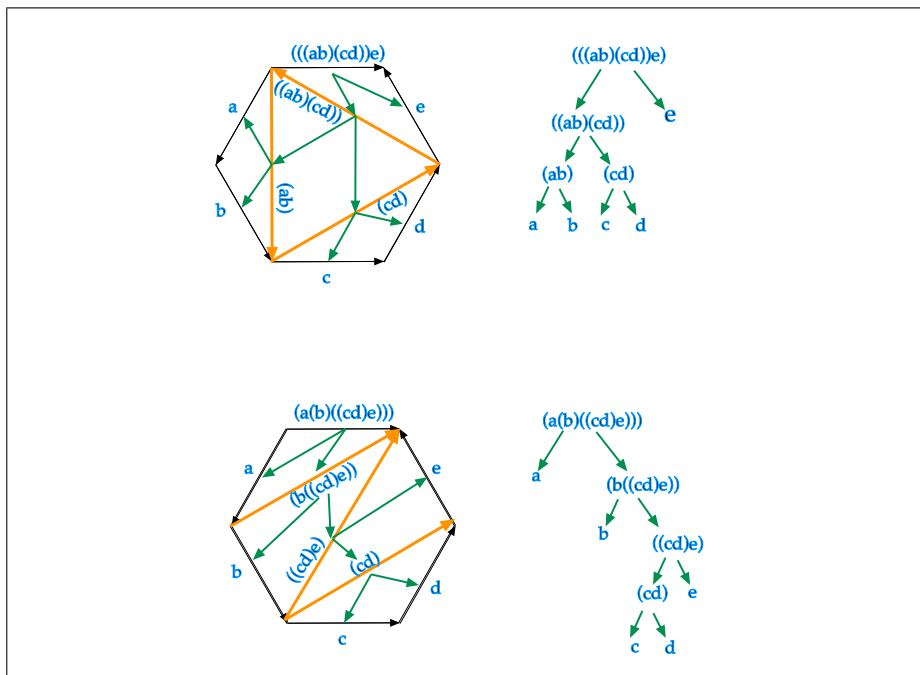 (((ab)(cd))e)
a
((ab)(cd))
e
b
(ab)
(cd)
d
c
(((ab)(cd))e)
e
((ab)(cd))
(ab)
(cd)
a
b
c
d
(a(b)((cd)e)))
a
e
(b((cd)e))
b
((cd)e)
(cd)
d
c
(a(b)((cd)e)))
a
(b((cd)e))
b
((cd)e)
(cd)
e
c
d